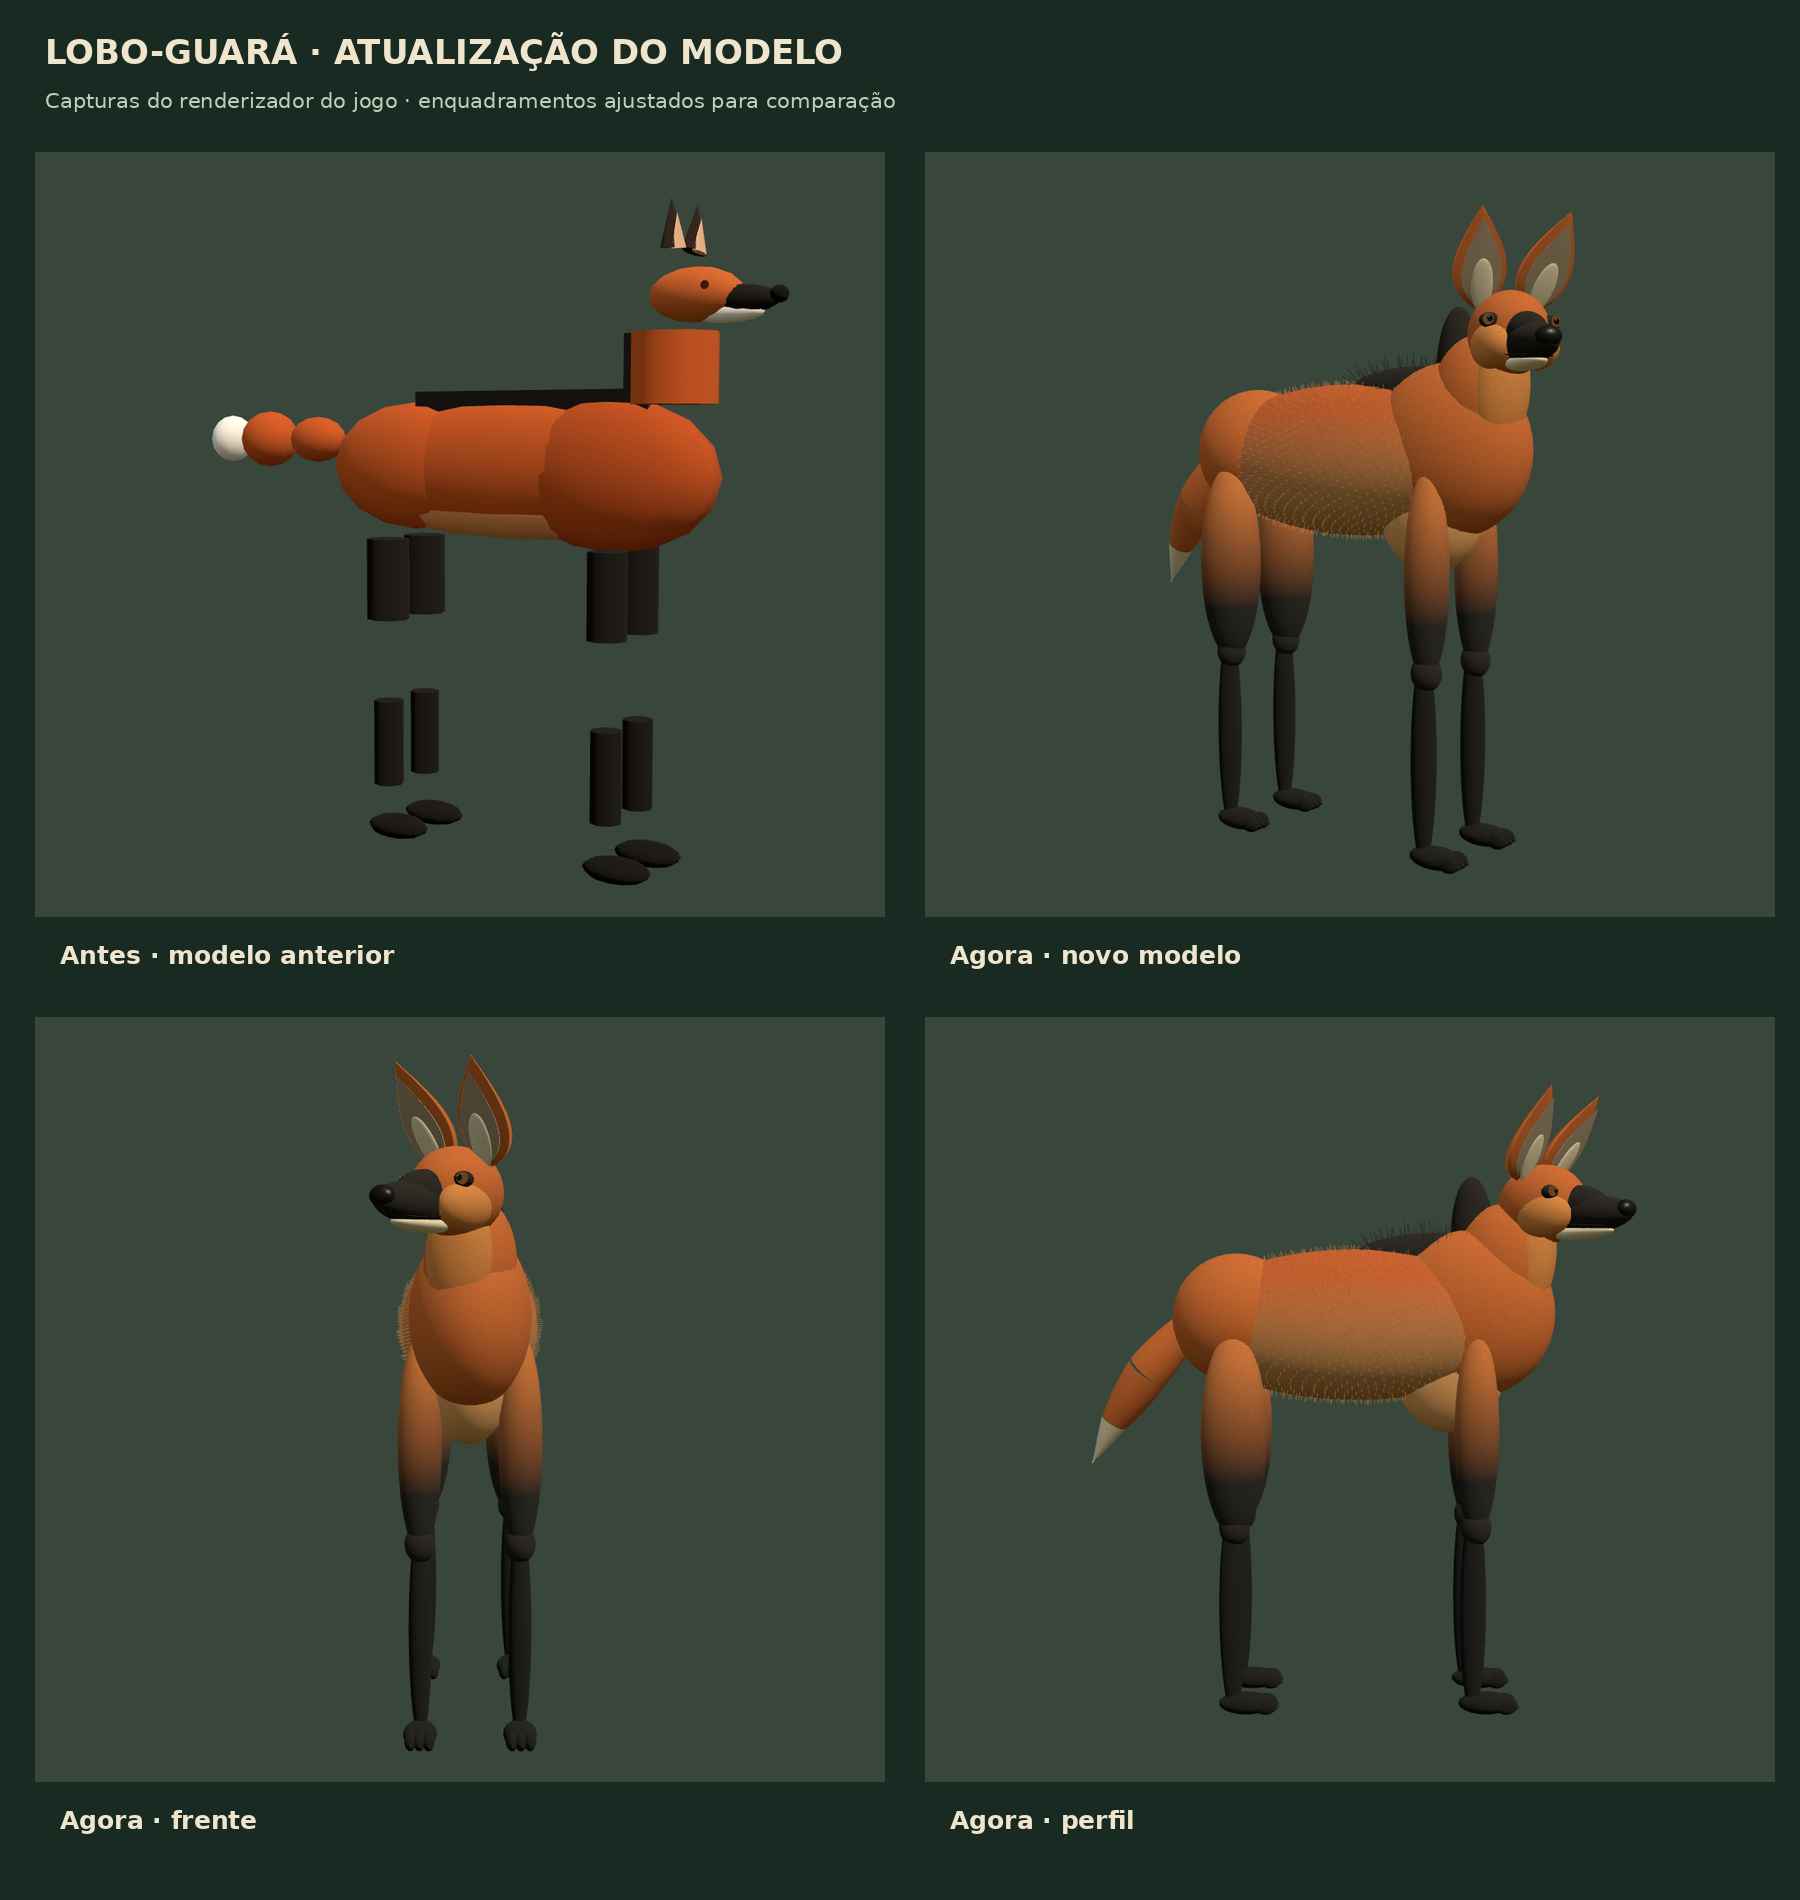 LOBO-GUARÁ · ATUALIZAÇÃO DO MODELO
Capturas do renderizador do jogo · enquadramentos ajustados para comparação
Antes · modelo anterior
Agora · novo modelo
Agora · frente
Agora · perfil